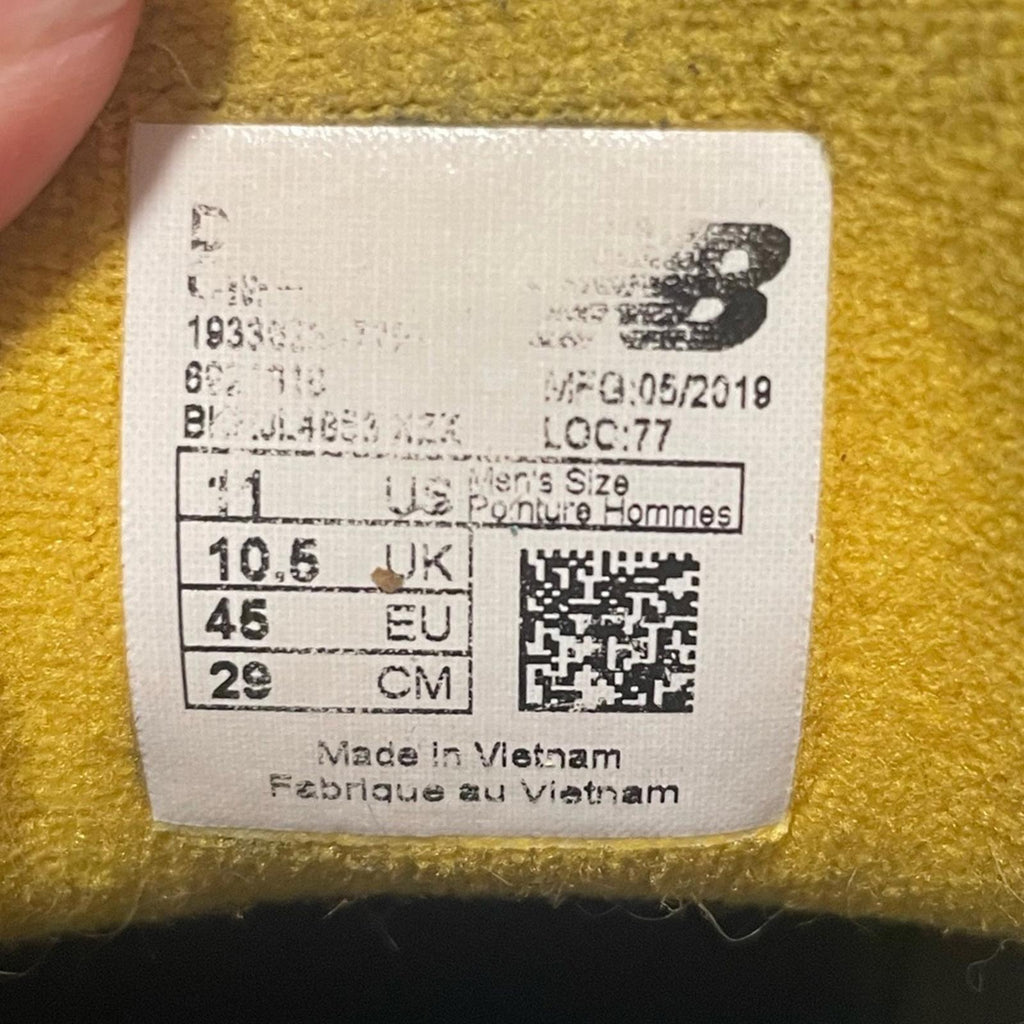 D
MFG:05/2019
LOC:77
11 US Men's Size
Pointure Hommes
10.5 UK
45 EU
29 CM
Made in Vietnam
Fabriqué au Vietnam